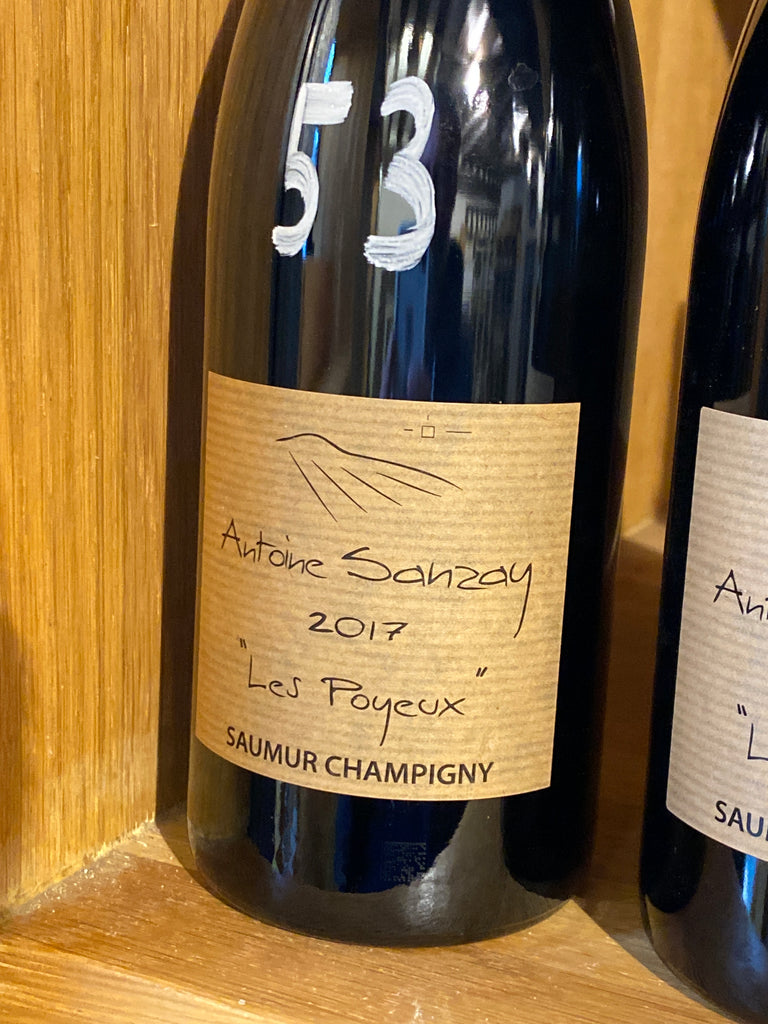 53
Antoine Sanzay
2017
"Les Poyeux"
SAUMUR CHAMPIGNY